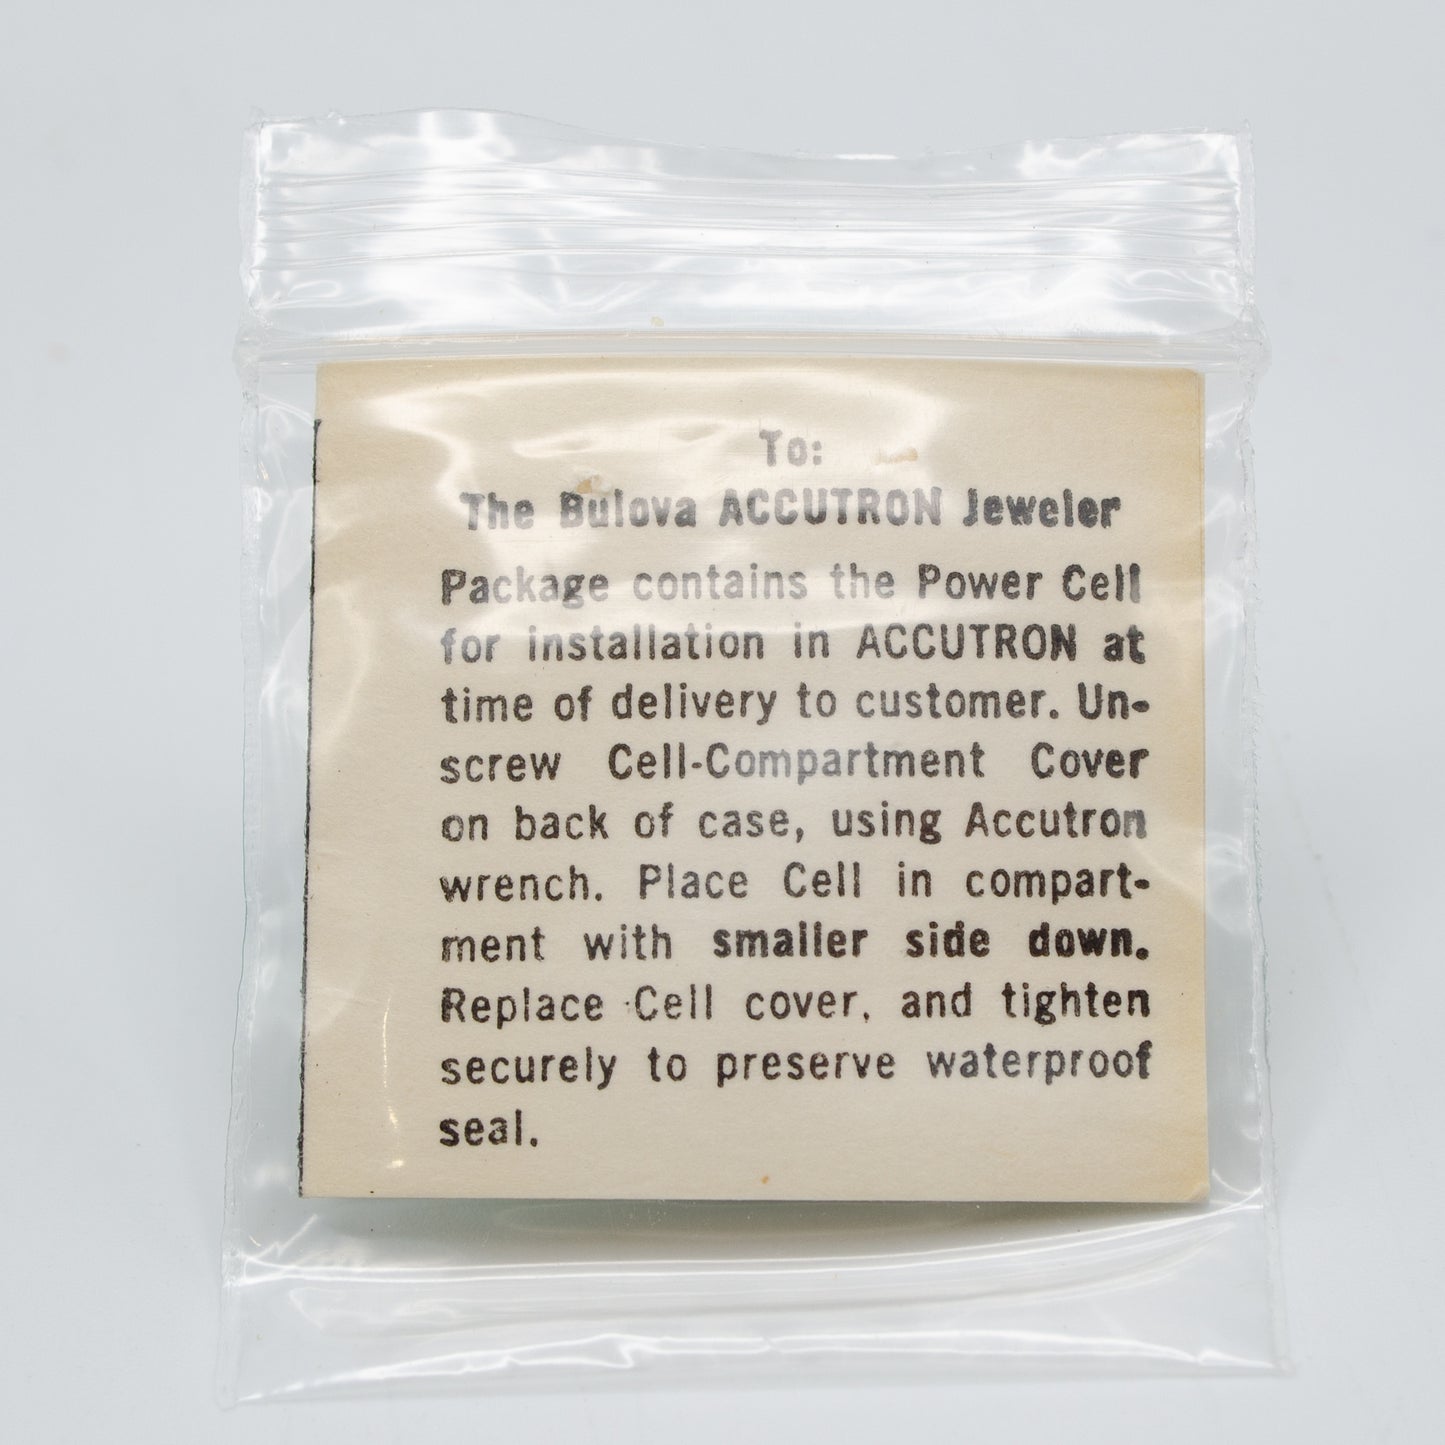 To:
The Bulova ACCUTRON Jeweler
Package contains the Power Cell
for installation in ACCUTRON at
time of delivery to customer. Un-
screw Cell-Compartment Cover
on back of case, using Accutron
wrench. Place Cell in compart-
ment with smaller side down.
Replace Cell cover, and tighten
securely to preserve waterproof
seal.